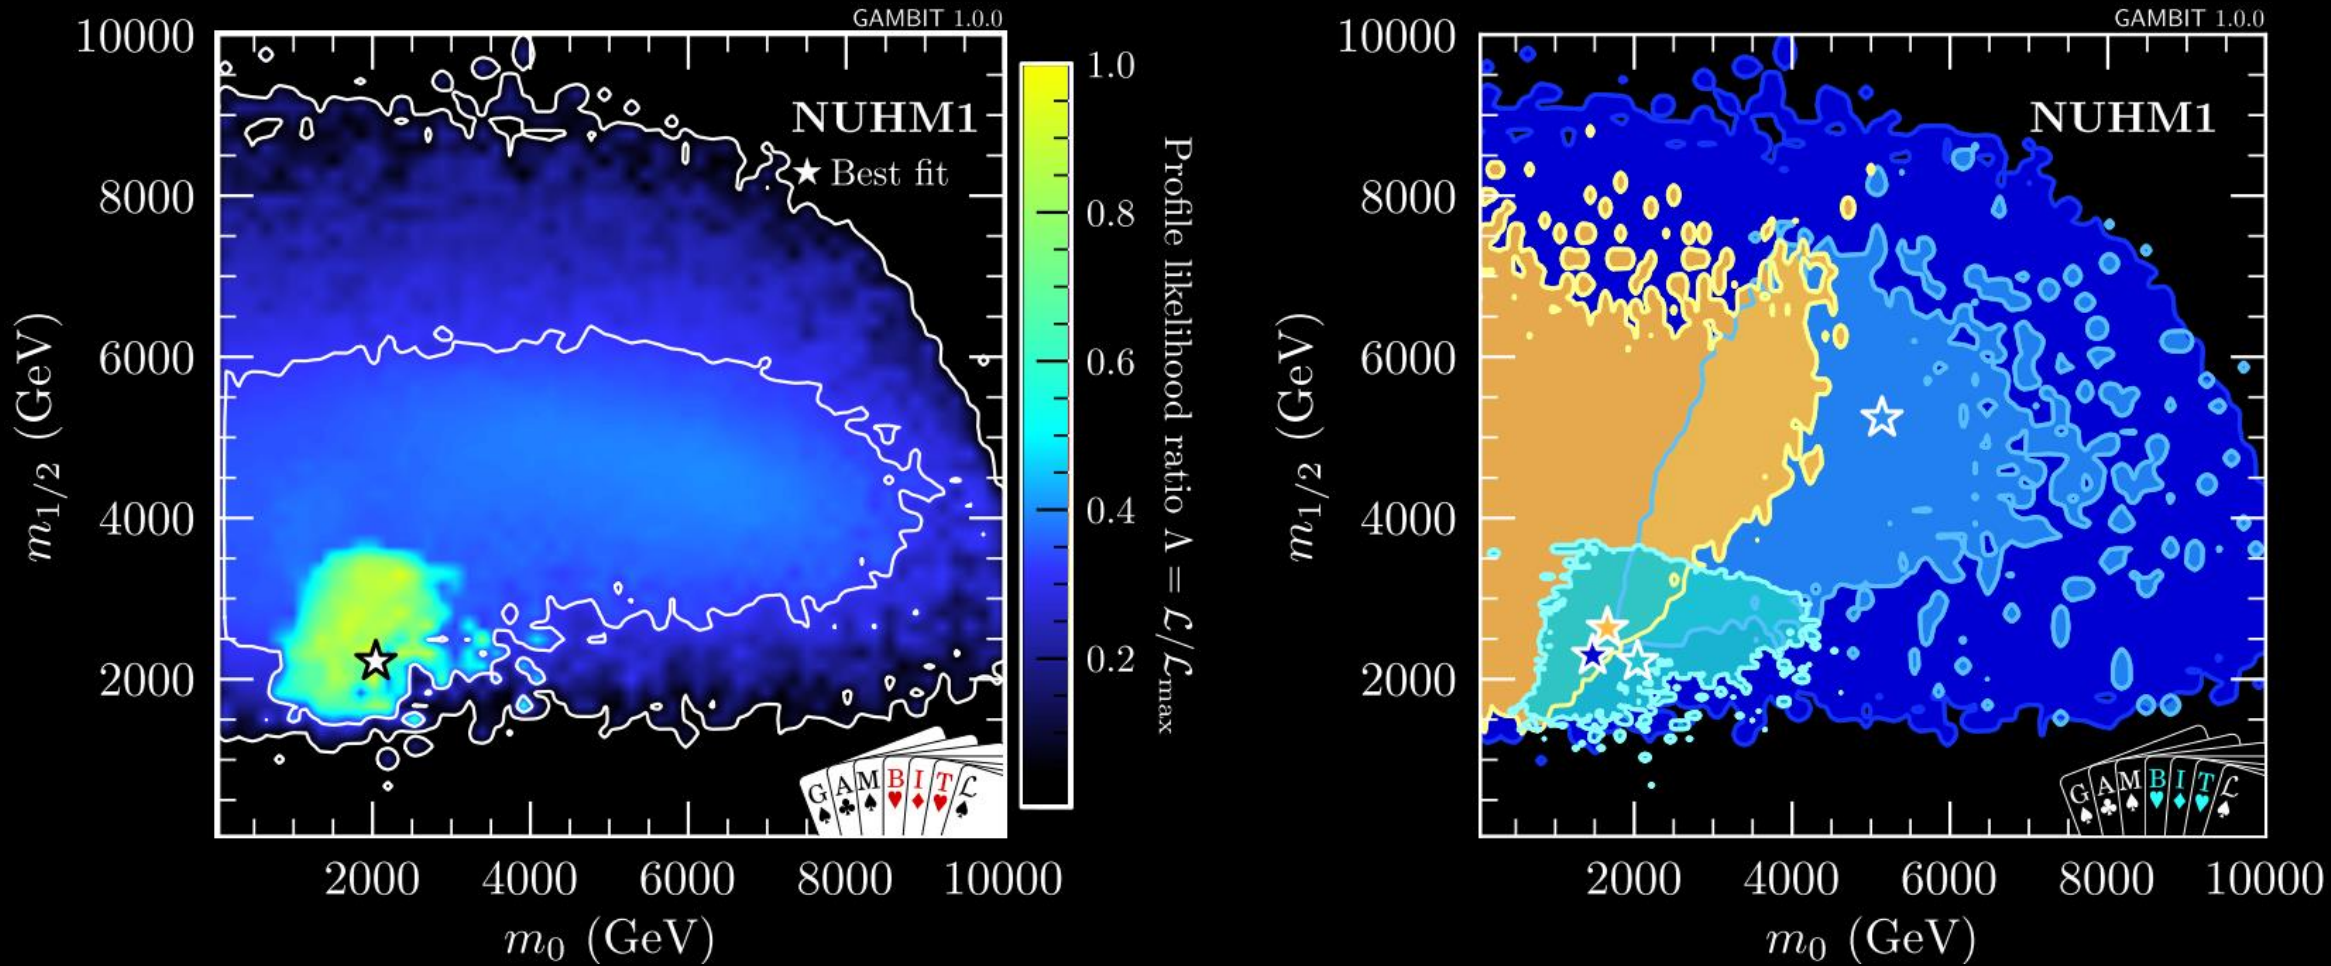 GAMBIT 1.0.0
10000
8000
6000
4000
2000
m1/2 (GeV)
NUHM1
★ Best fit
G A M B I T L
2000 4000 6000 8000 10000
m0 (GeV)
1.0
0.8
0.6
0.4
0.2
Profile likelihood ratio Λ = ℒ/ℒmax
GAMBIT 1.0.0
10000
8000
6000
4000
2000
m1/2 (GeV)
NUHM1
G A M B I T ℒ
2000 4000 6000 8000 10000
m0 (GeV)